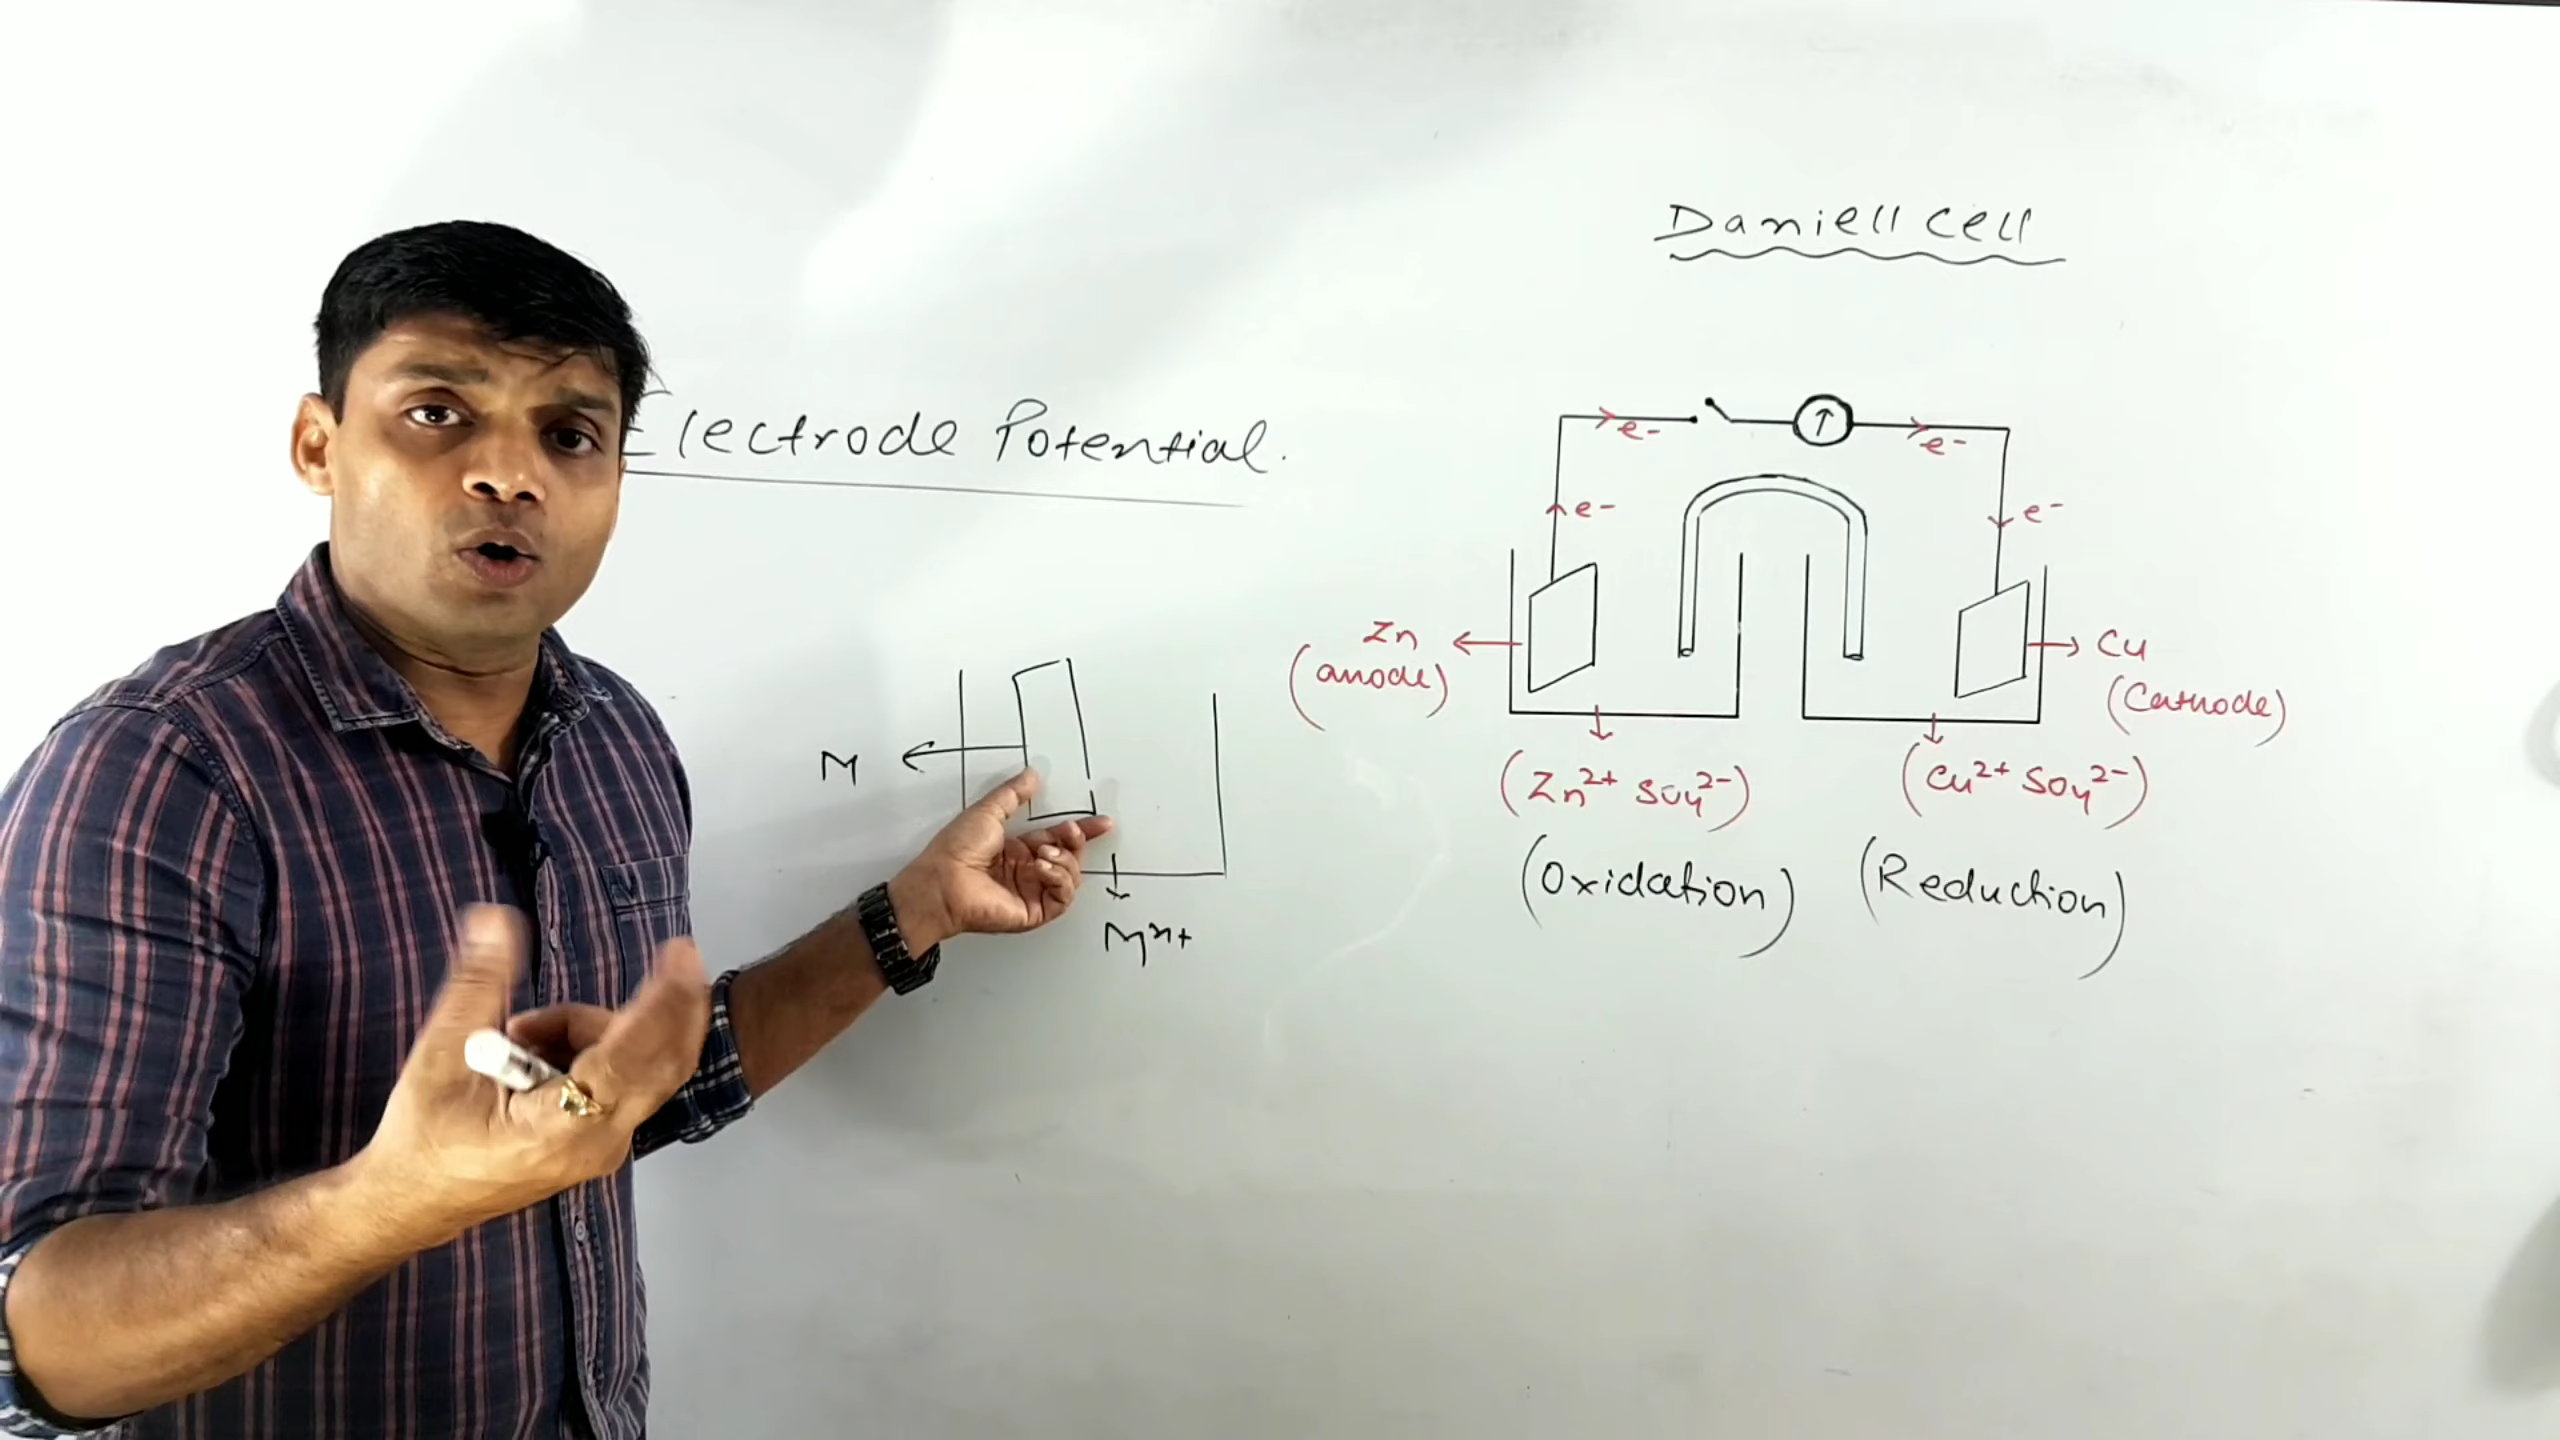 Electrode Potential.
M
Mⁿ⁺
Daniell Cell
e⁻
e⁻
e⁻
e⁻
Zn
(anode)
Cu
(Cathode)
(Zn²⁺ SO₄²⁻)
(Cu²⁺ SO₄²⁻)
(Oxidation)
(Reduction)